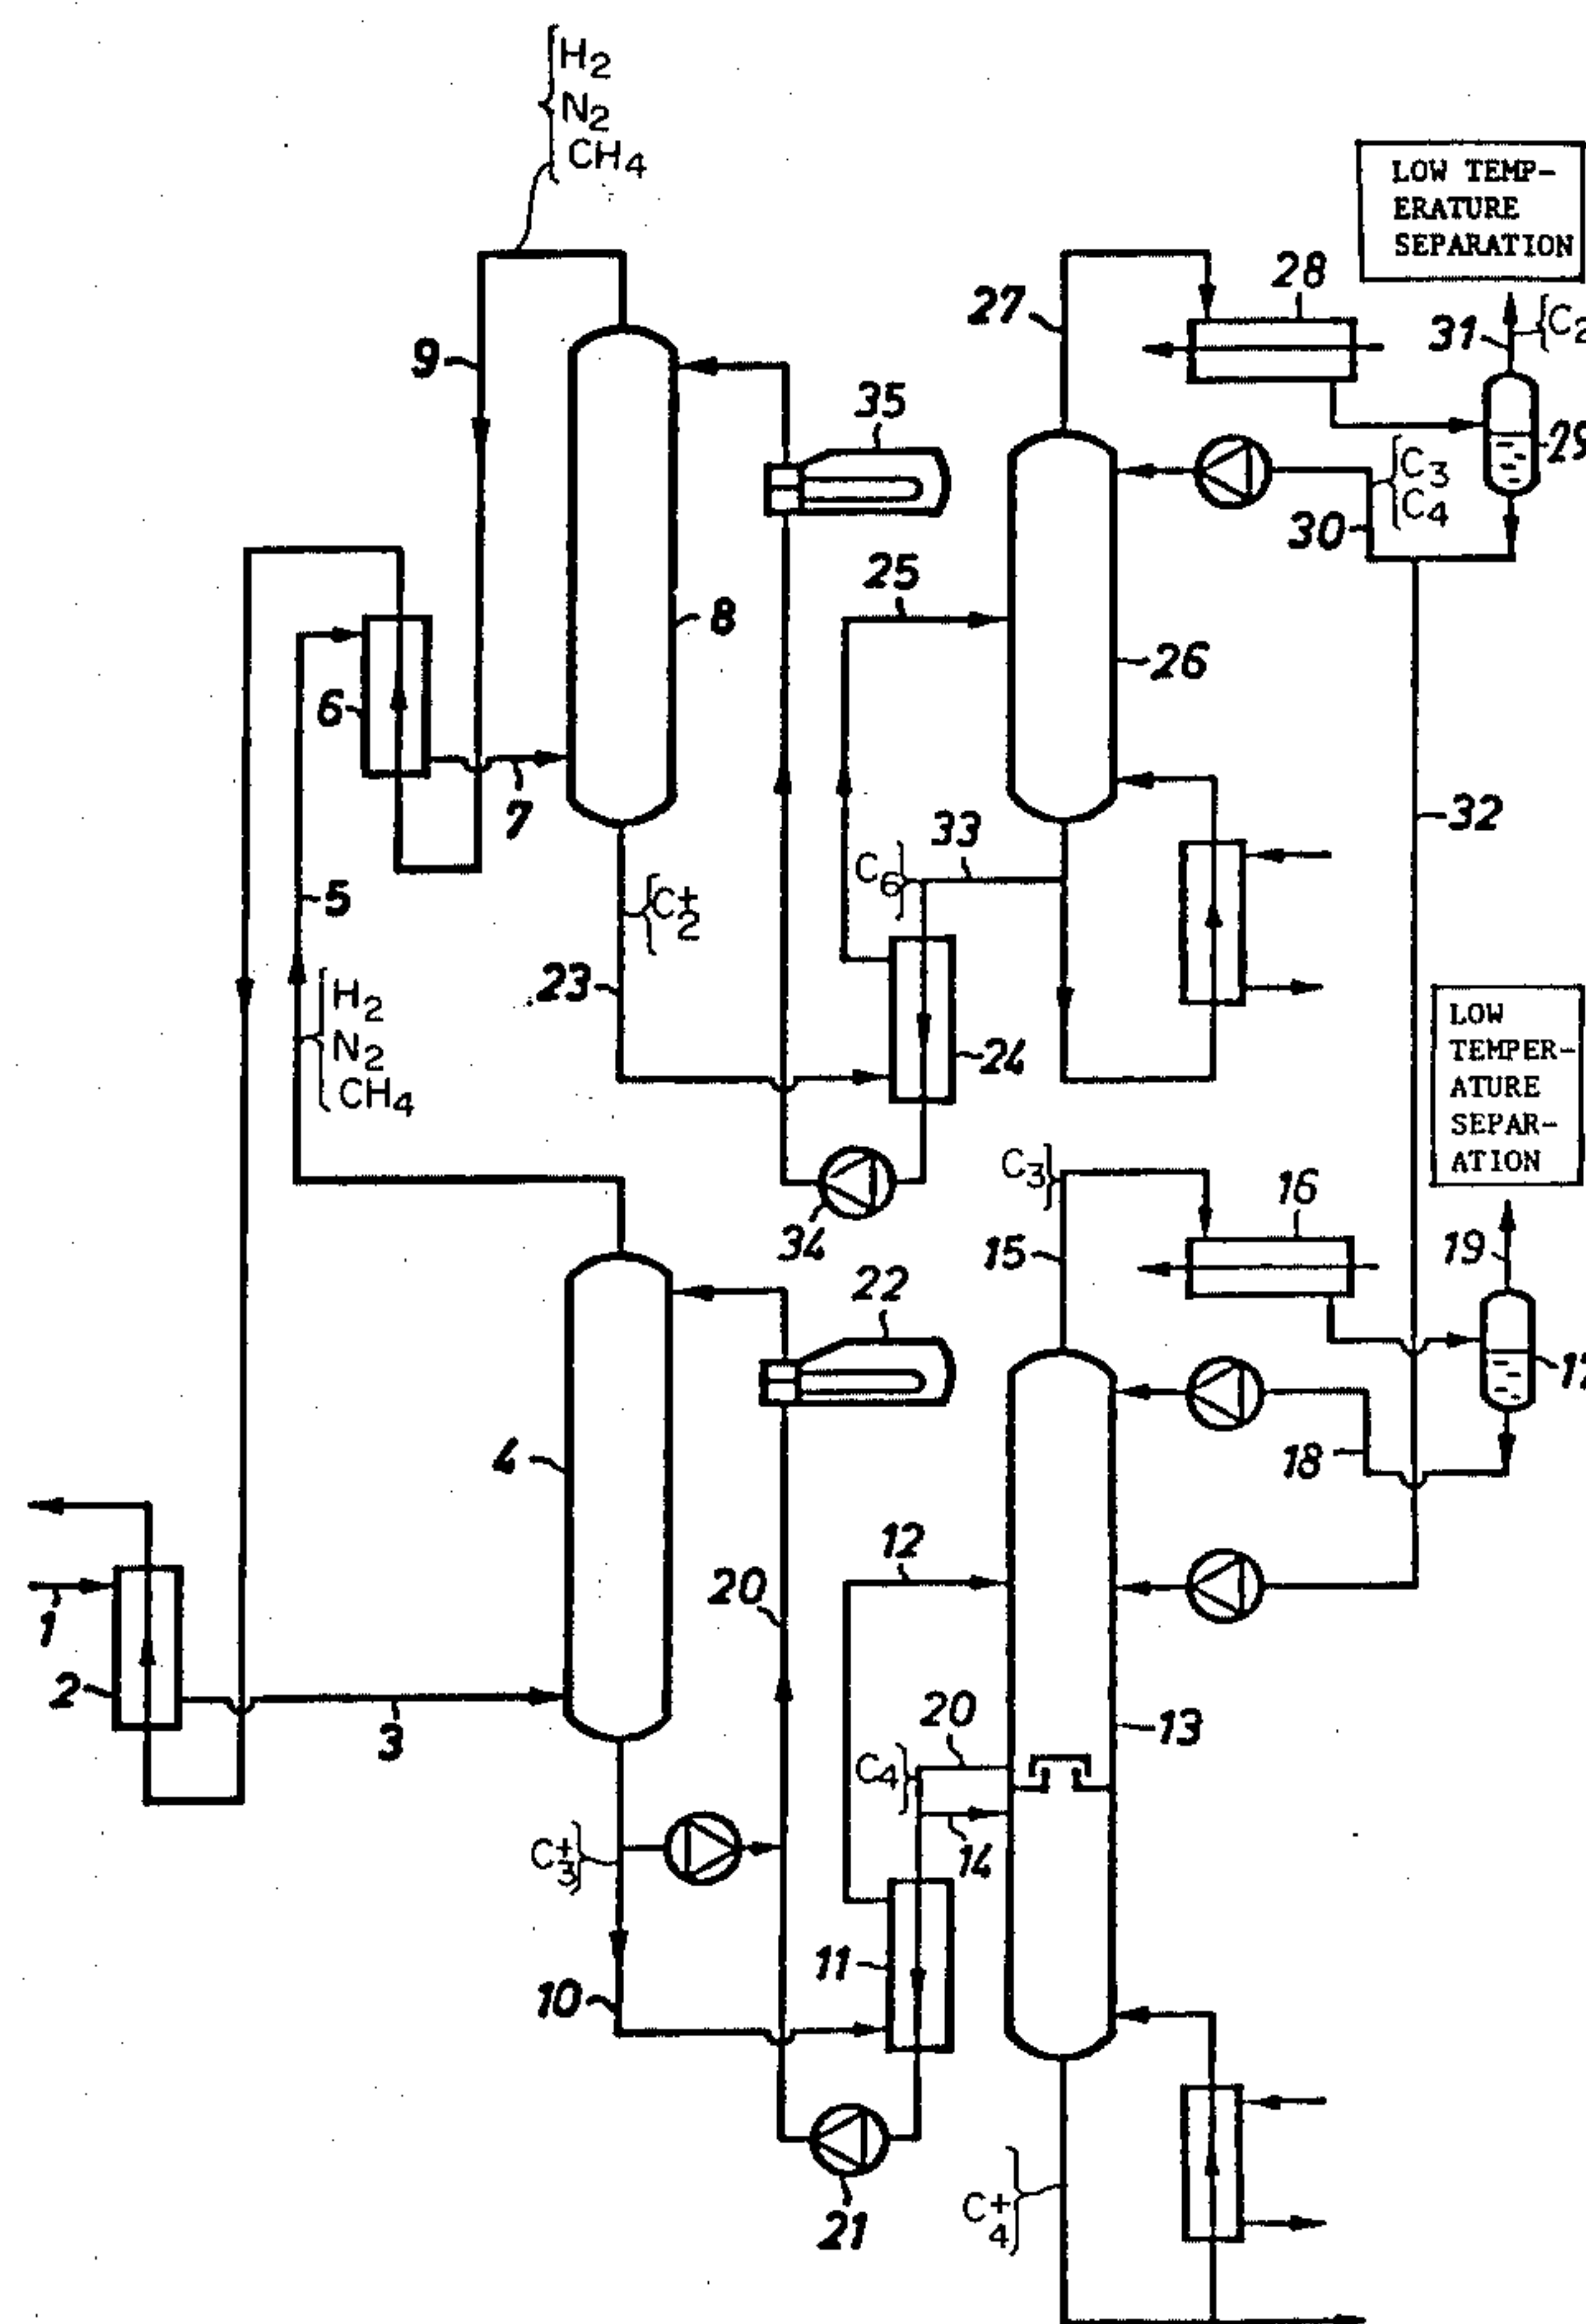 H2
N2
CH4
LOW TEMP-
ERATURE
SEPARATION
28
27
31
C2
9
35
29
C3
C4
30
25
8
26
6
7
32
33
C6
5
C2+
23
H2
N2
CH4
24
LOW
TEMPER-
ATURE
SEPAR-
ATION
C3
16
34
15
19
22
17
4
18
12
20
1
2
3
20
13
C4
14
C3+
11
10
C4+
21